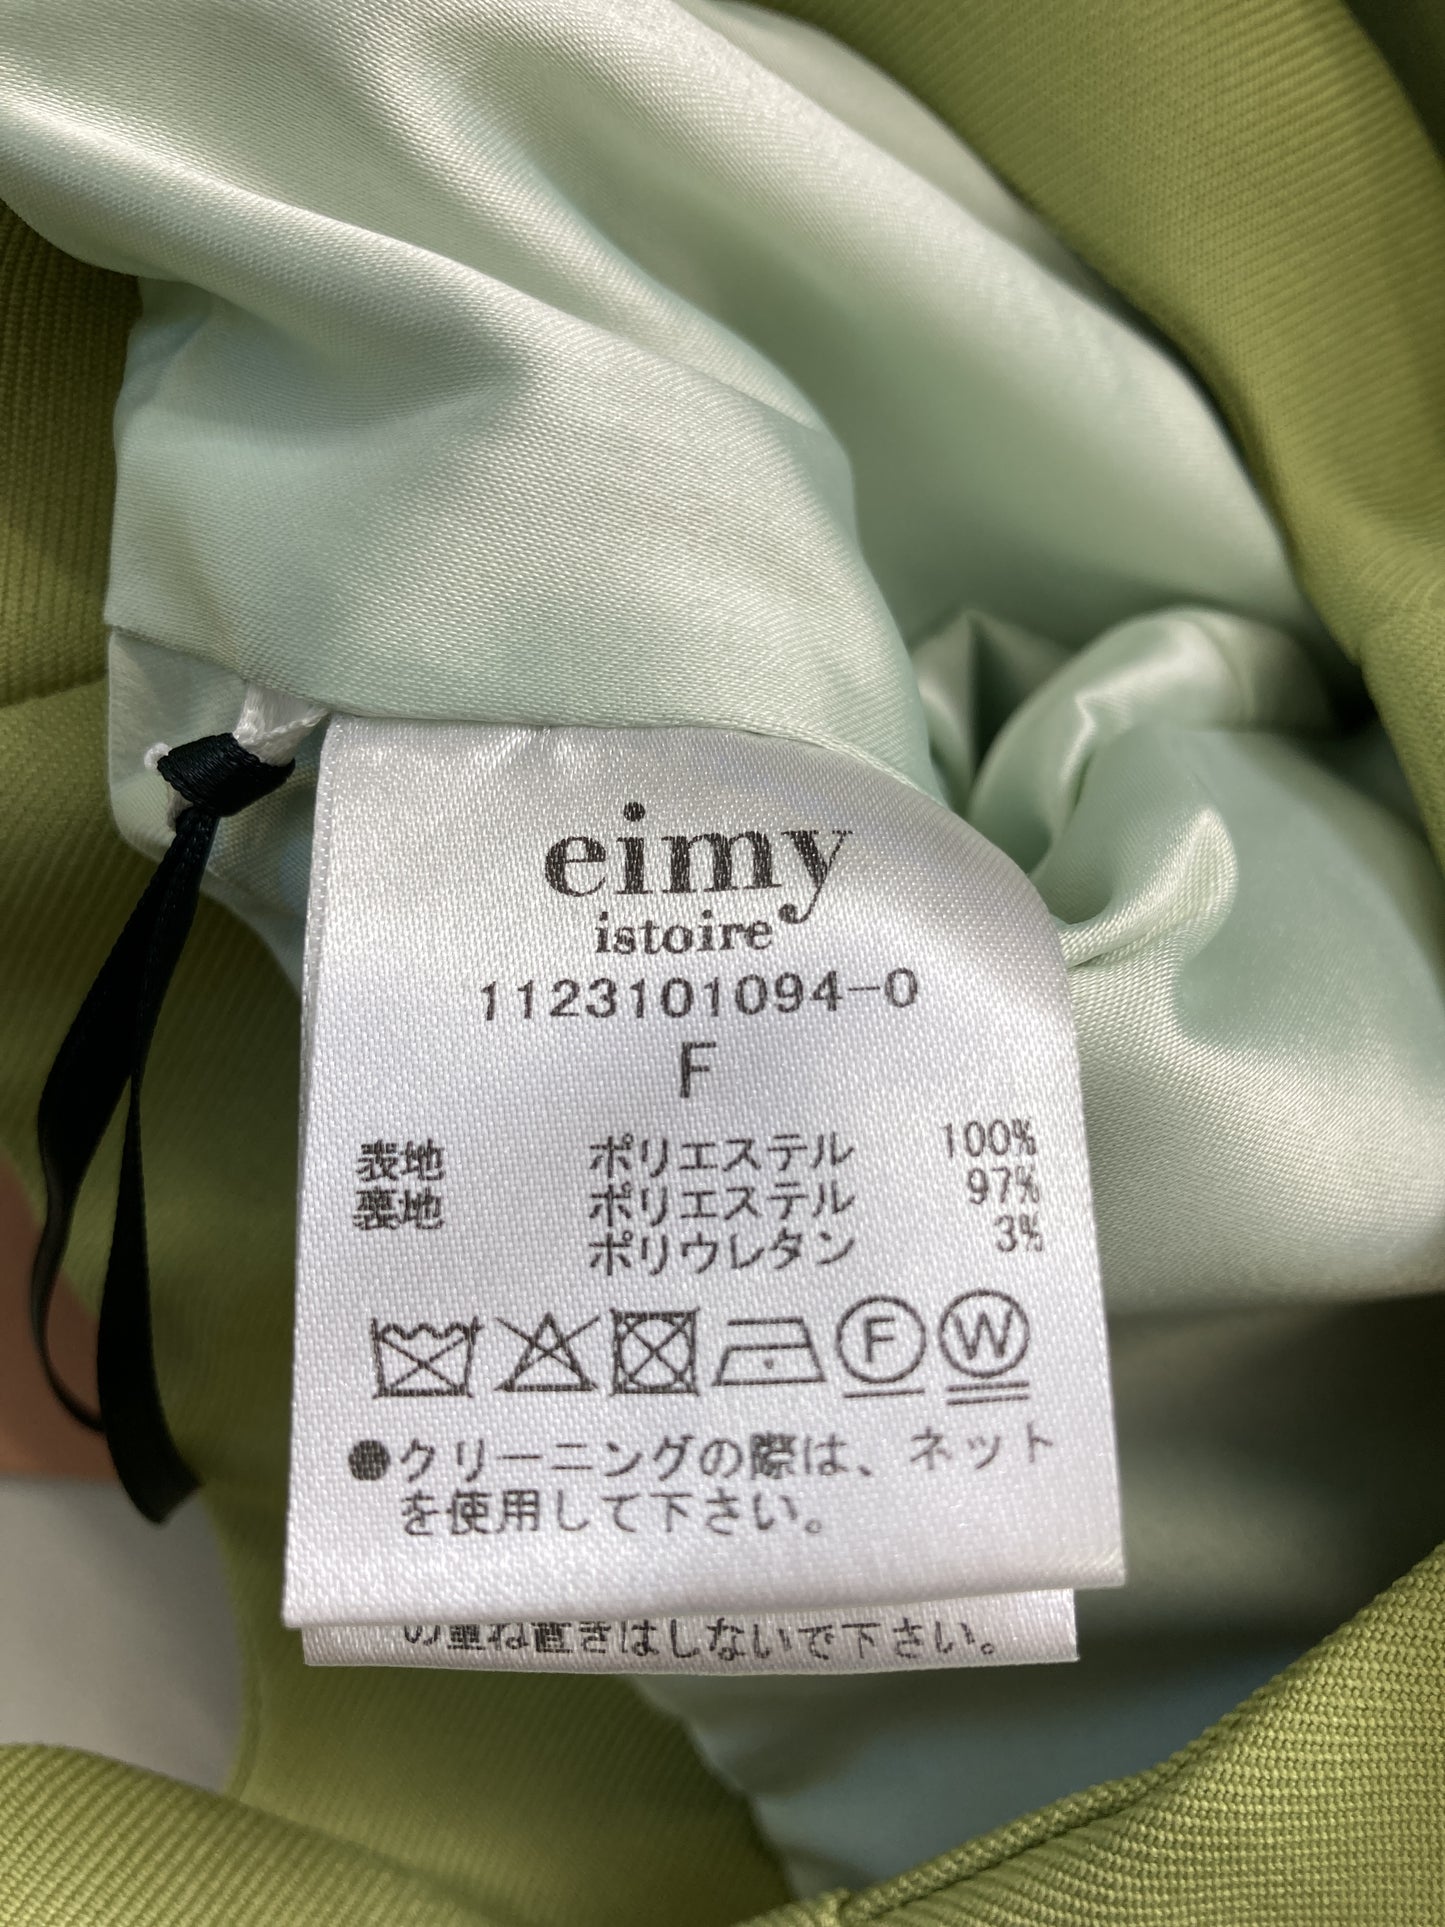 eimy
istoire
1123101094-0
F
表地 ポリエステル 100%
裏地 ポリエステル 97%
ポリウレタン 3%
F W
●クリーニングの際は、ネット
を使用して下さい。
の重ね置きはしないで下さい。